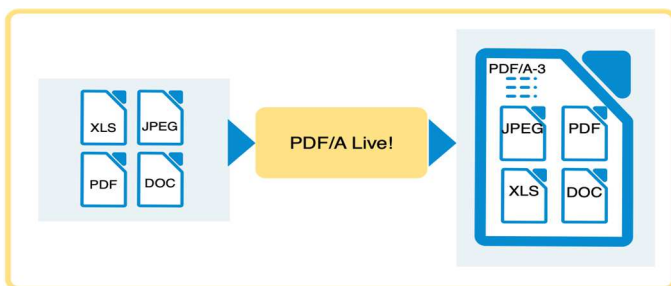 XLS JPEG
PDF DOC
PDF/A Live!
PDF/A-3
JPEG PDF
XLS DOC